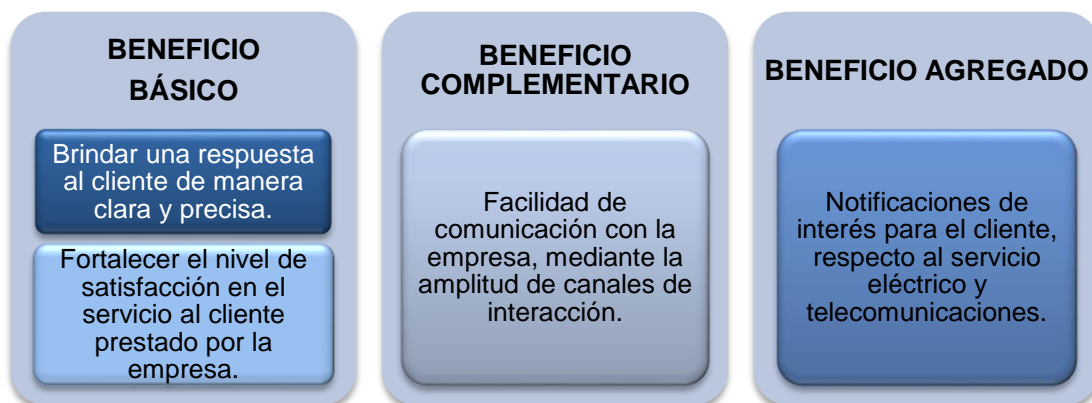 BENEFICIO
BÁSICO
Brindar una respuesta
al cliente de manera
clara y precisa.
Fortalecer el nivel de
satisfacción en el
servicio al cliente
prestado por la
empresa.
BENEFICIO
COMPLEMENTARIO
Facilidad de
comunicación con la
empresa, mediante la
amplitud de canales de
interacción.
BENEFICIO AGREGADO
Notificaciones de
interés para el cliente,
respecto al servicio
eléctrico y
telecomunicaciones.